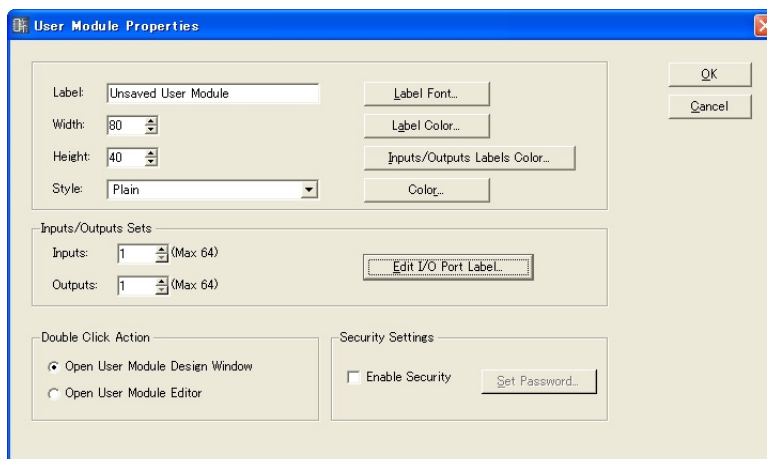 User Module Properties
Label: Unsaved User Module Label Font... OK
Width: 80 Label Color... Cancel
Height: 40 Inputs/Outputs Labels Color...
Style: Plain Color...
Inputs/Outputs Sets
Inputs: 1 (Max 64)
Edit I/O Port Label...
Outputs: 1 (Max 64)
Double Click Action
Open User Module Design Window
Open User Module Editor
Security Settings
Enable Security Set Password...